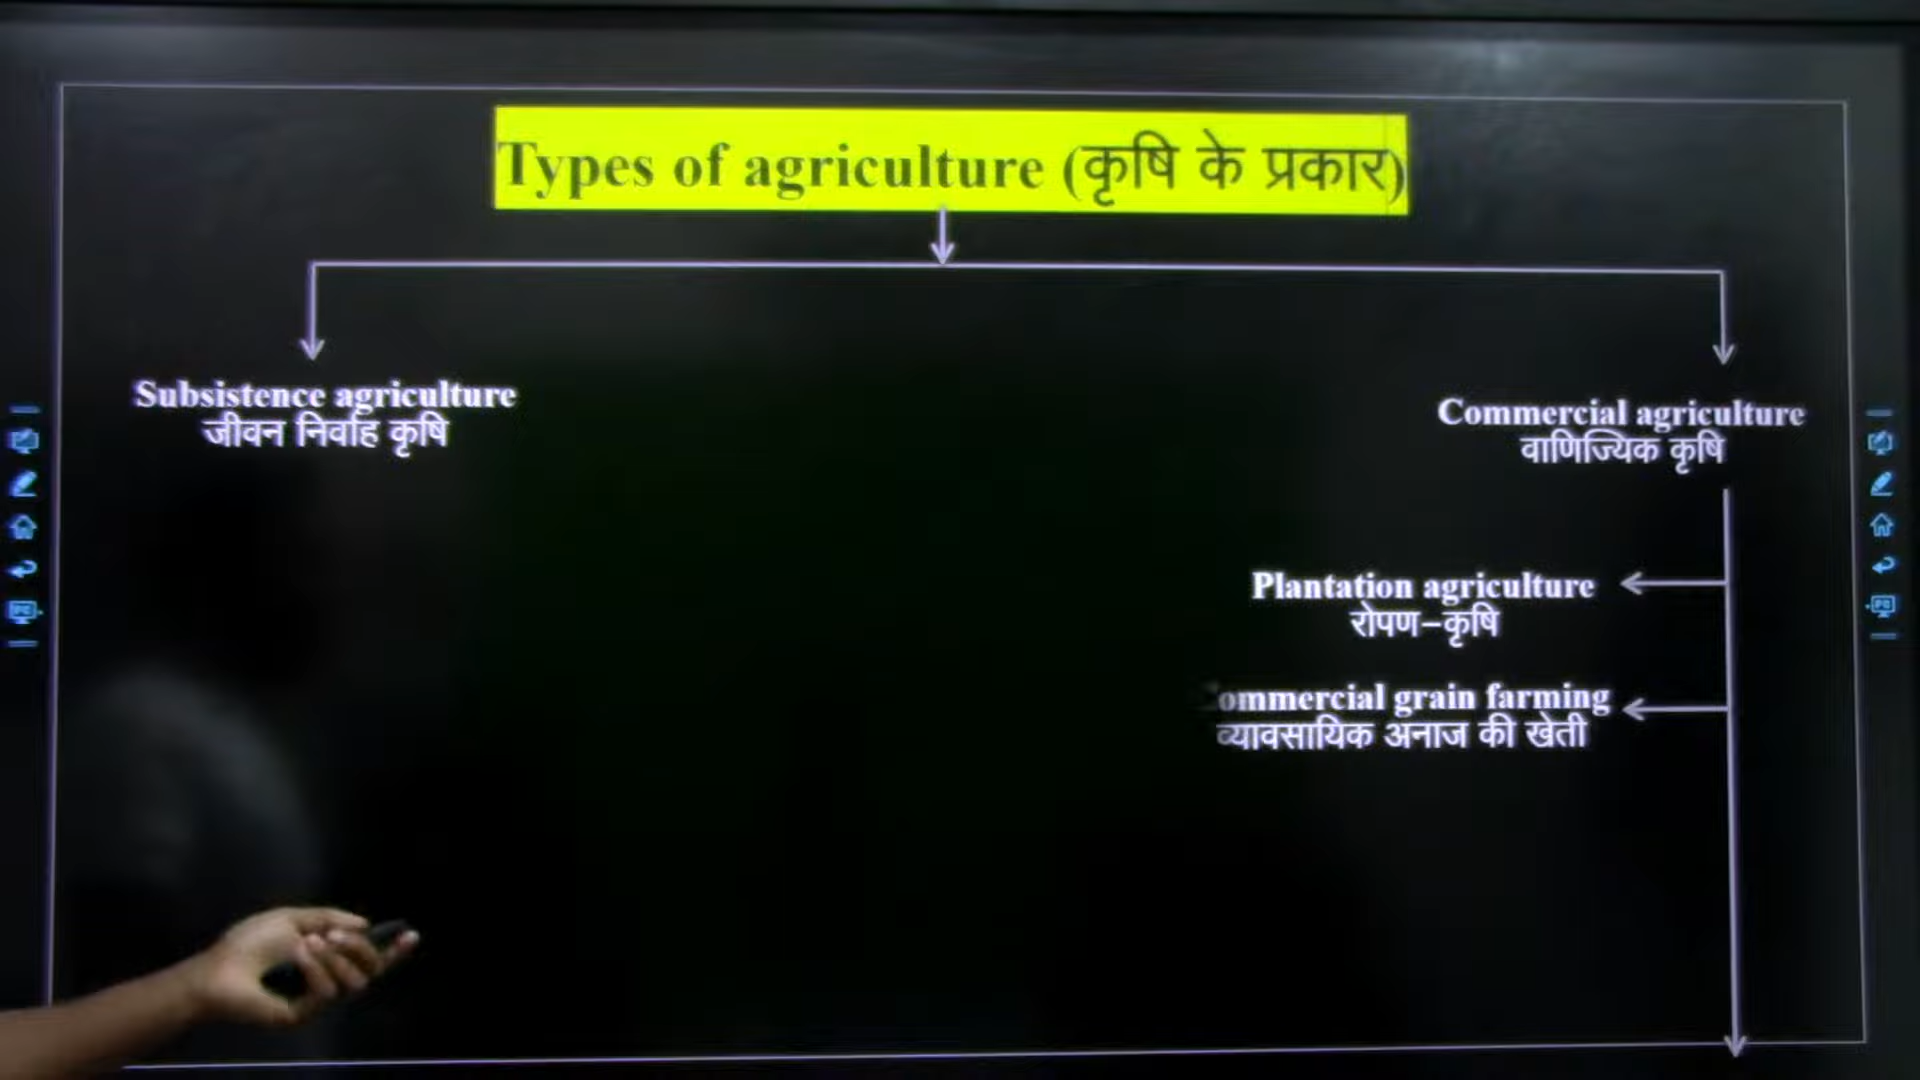 Types of agriculture (कृषि के प्रकार)
Subsistence agriculture
जीवन निर्वाह कृषि
Commercial agriculture
वाणिज्यिक कृषि
Plantation agriculture
रोपण–कृषि
ommercial grain farming
व्यावसायिक अनाज की खेती